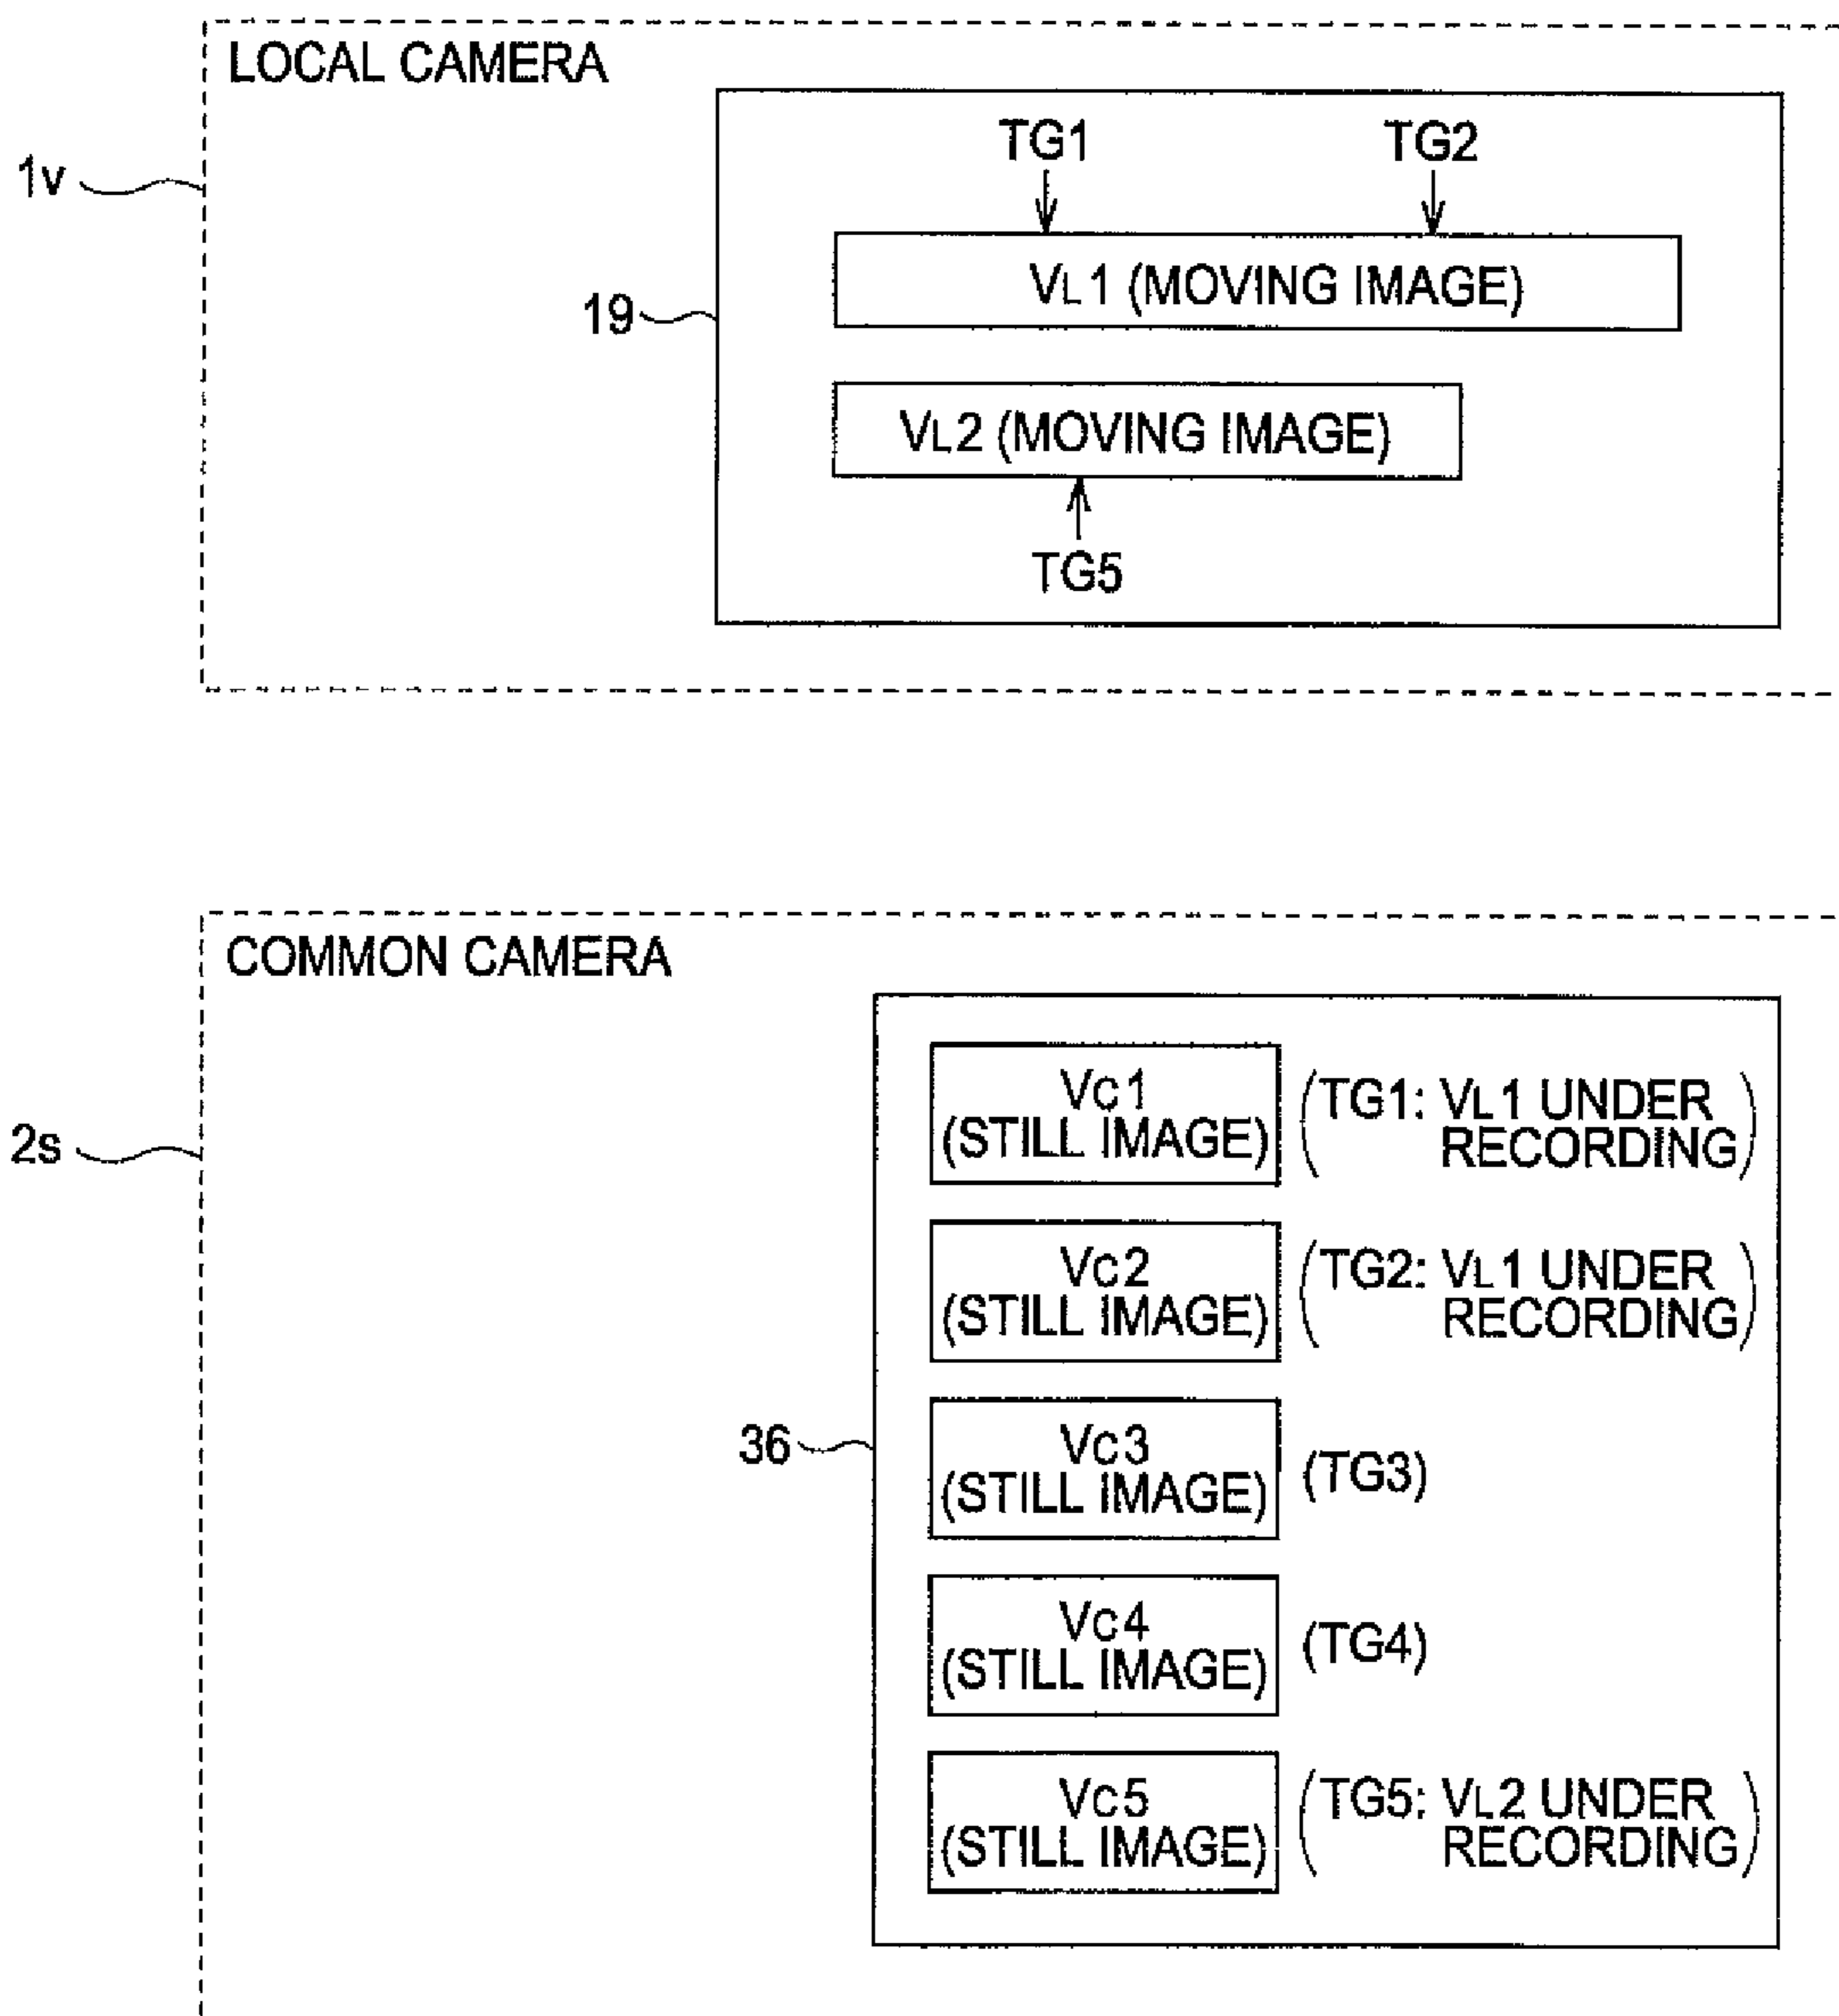 LOCAL CAMERA
1v
TG1 TG2
VL1 (MOVING IMAGE)
19
VL2 (MOVING IMAGE)
TG5
COMMON CAMERA
2s
36
VC1
(STILL IMAGE)
(TG1: VL1 UNDER
RECORDING)
VC2
(STILL IMAGE)
(TG2: VL1 UNDER
RECORDING)
VC3
(STILL IMAGE)
(TG3)
VC4
(STILL IMAGE)
(TG4)
VC5
(STILL IMAGE)
(TG5: VL2 UNDER
RECORDING)